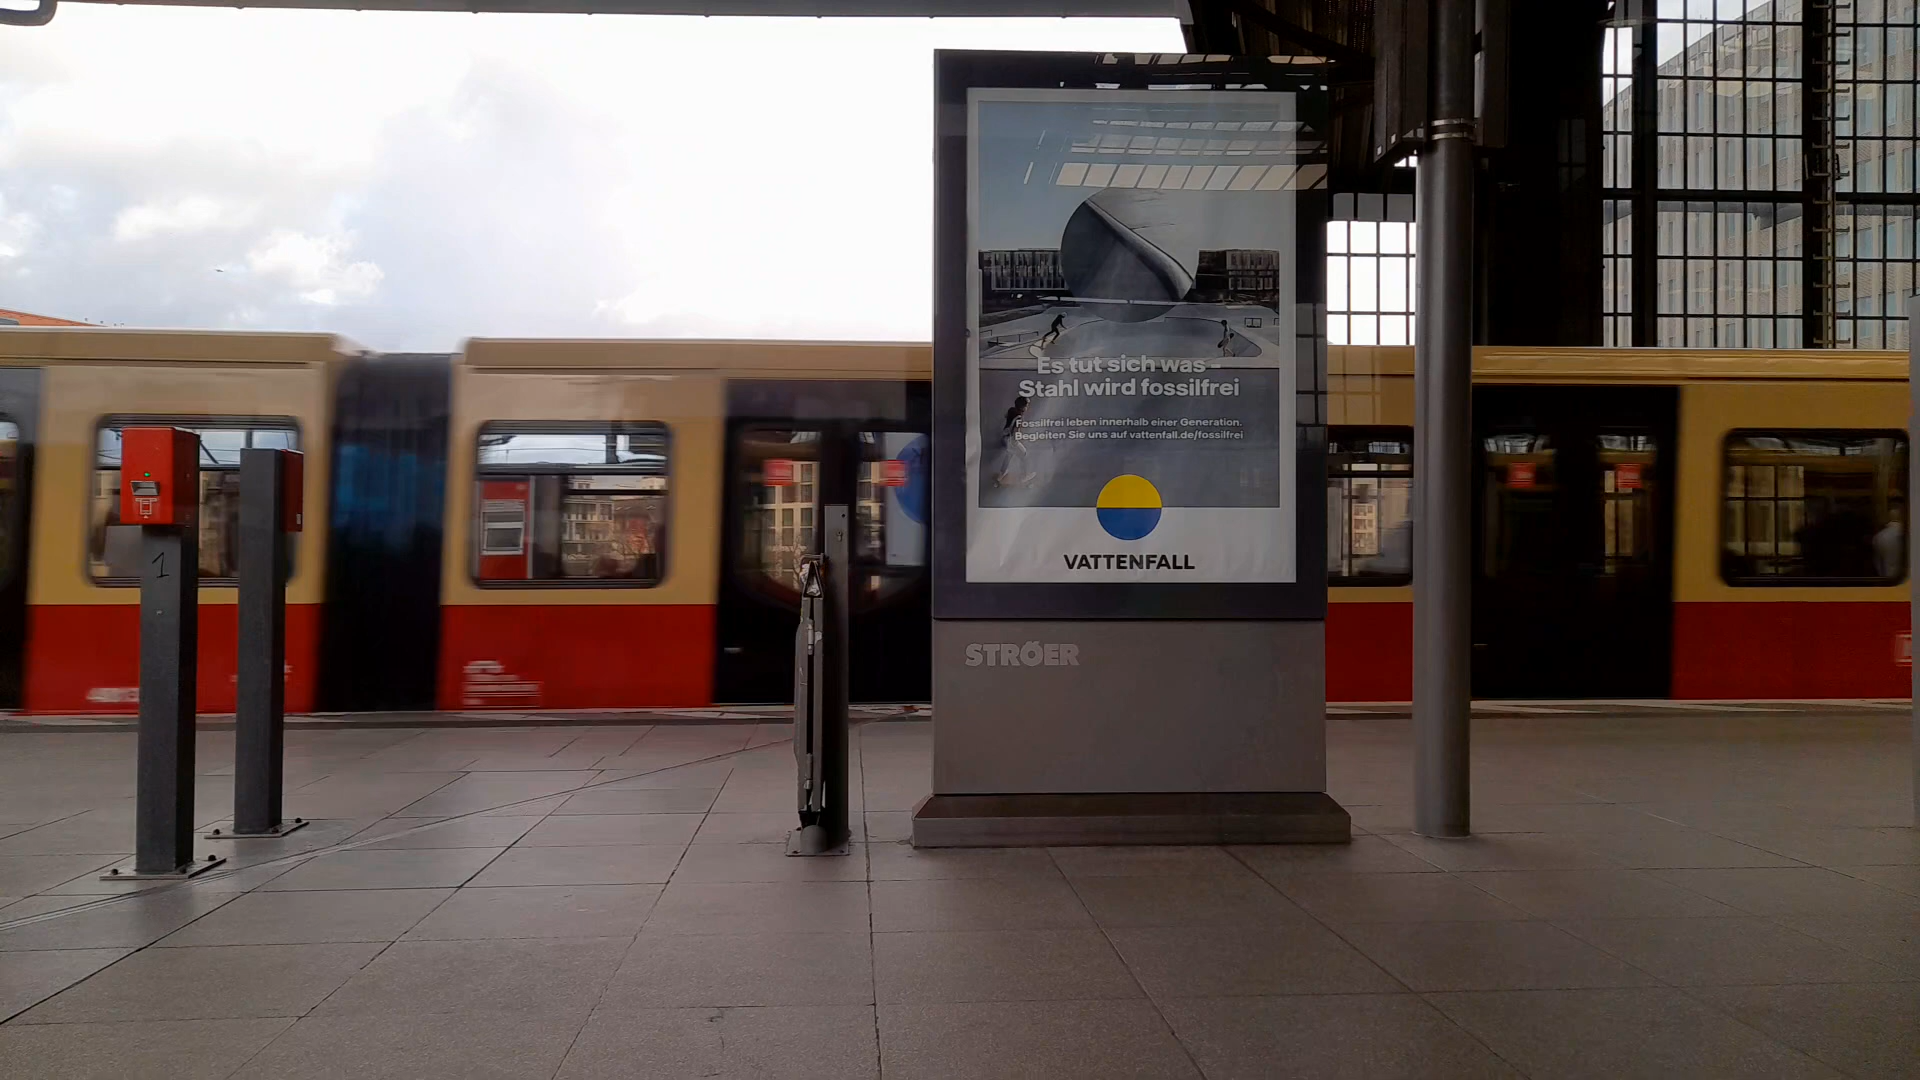 Es tut sich was -
Stahl wird fossilfrei
Fossilfrei leben innerhalb einer Generation.
Begleiten Sie uns auf vattenfall.de/fossilfrei
VATTENFALL
STRÖER
1